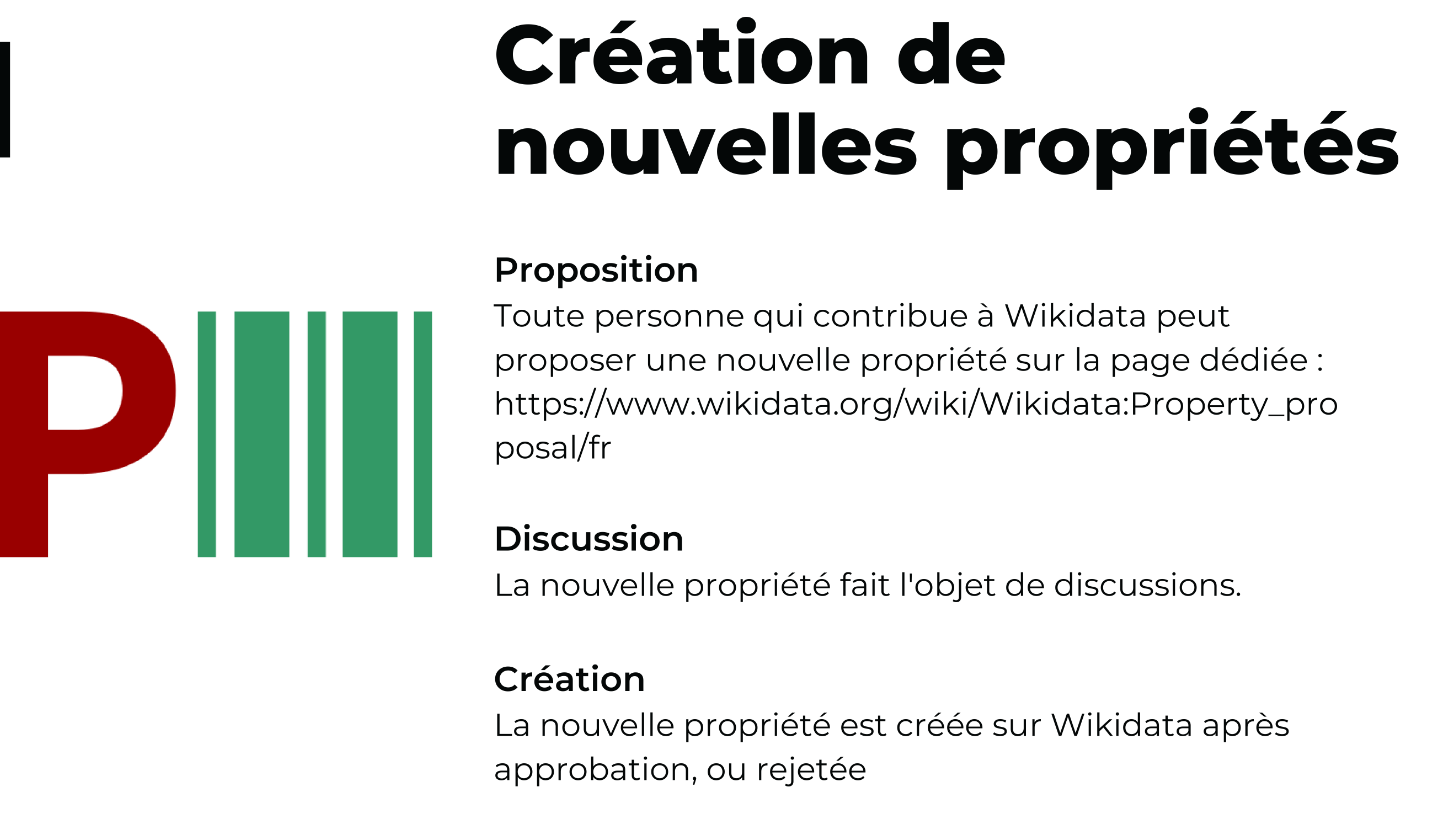 Création de
nouvelles propriétés
P
Proposition
Toute personne qui contribue à Wikidata peut
proposer une nouvelle propriété sur la page dédiée :
https://www.wikidata.org/wiki/Wikidata:Property_pro
posal/fr
Discussion
La nouvelle propriété fait l'objet de discussions.
Création
La nouvelle propriété est créée sur Wikidata après
approbation, ou rejetée